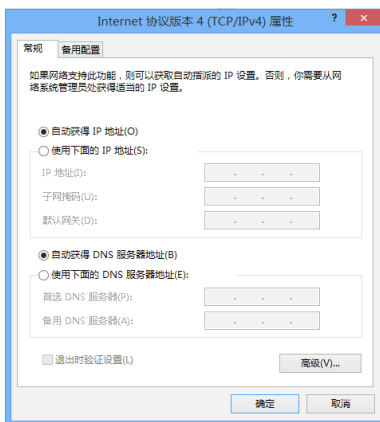 Internet 协议版本 4 (TCP/IPv4) 属性
? ×
常规 备用配置
如果网络支持此功能，则可以获取自动指派的 IP 设置。否则，你需要从网
络系统管理员处获得适当的 IP 设置。
自动获得 IP 地址(O)
使用下面的 IP 地址(S):
IP 地址(I):
子网掩码(U):
默认网关(D):
自动获得 DNS 服务器地址(B)
使用下面的 DNS 服务器地址(E):
首选 DNS 服务器(P):
备用 DNS 服务器(A):
退出时验证设置(L)
高级(V)...
确定 取消